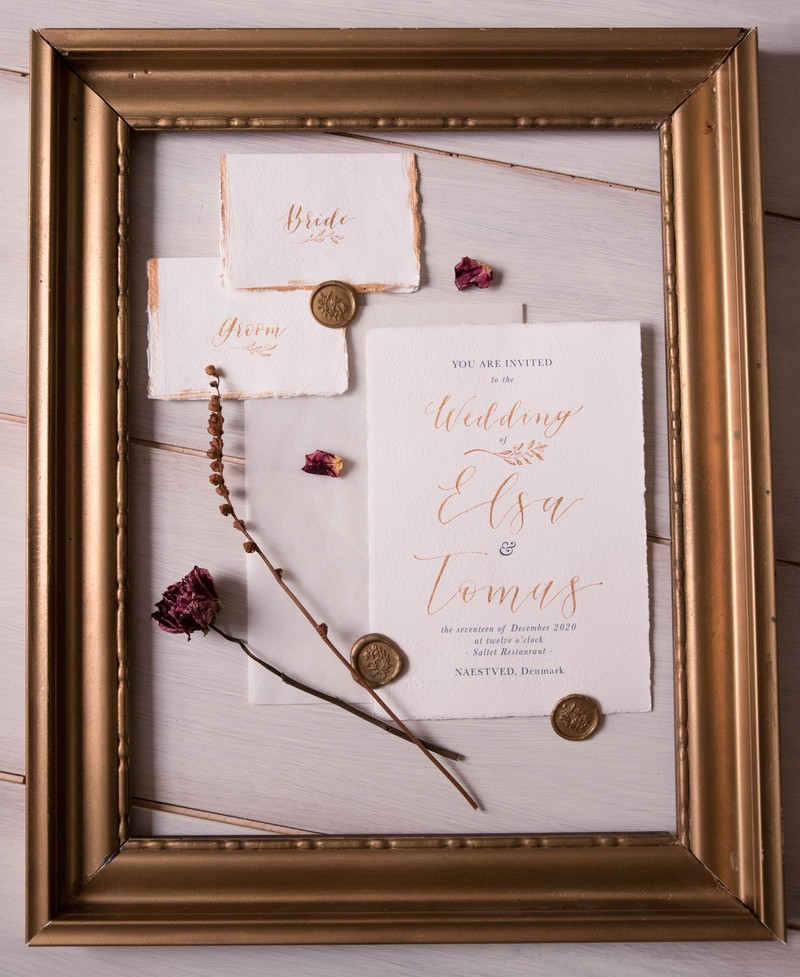 Bride
Groom
YOU ARE INVITED
to the
Wedding
of
Elsa
&
Tomas
the seventeen of December 2020
at twelve o'clock
- Saltet Restaurant -
NAESTVED, Denmark